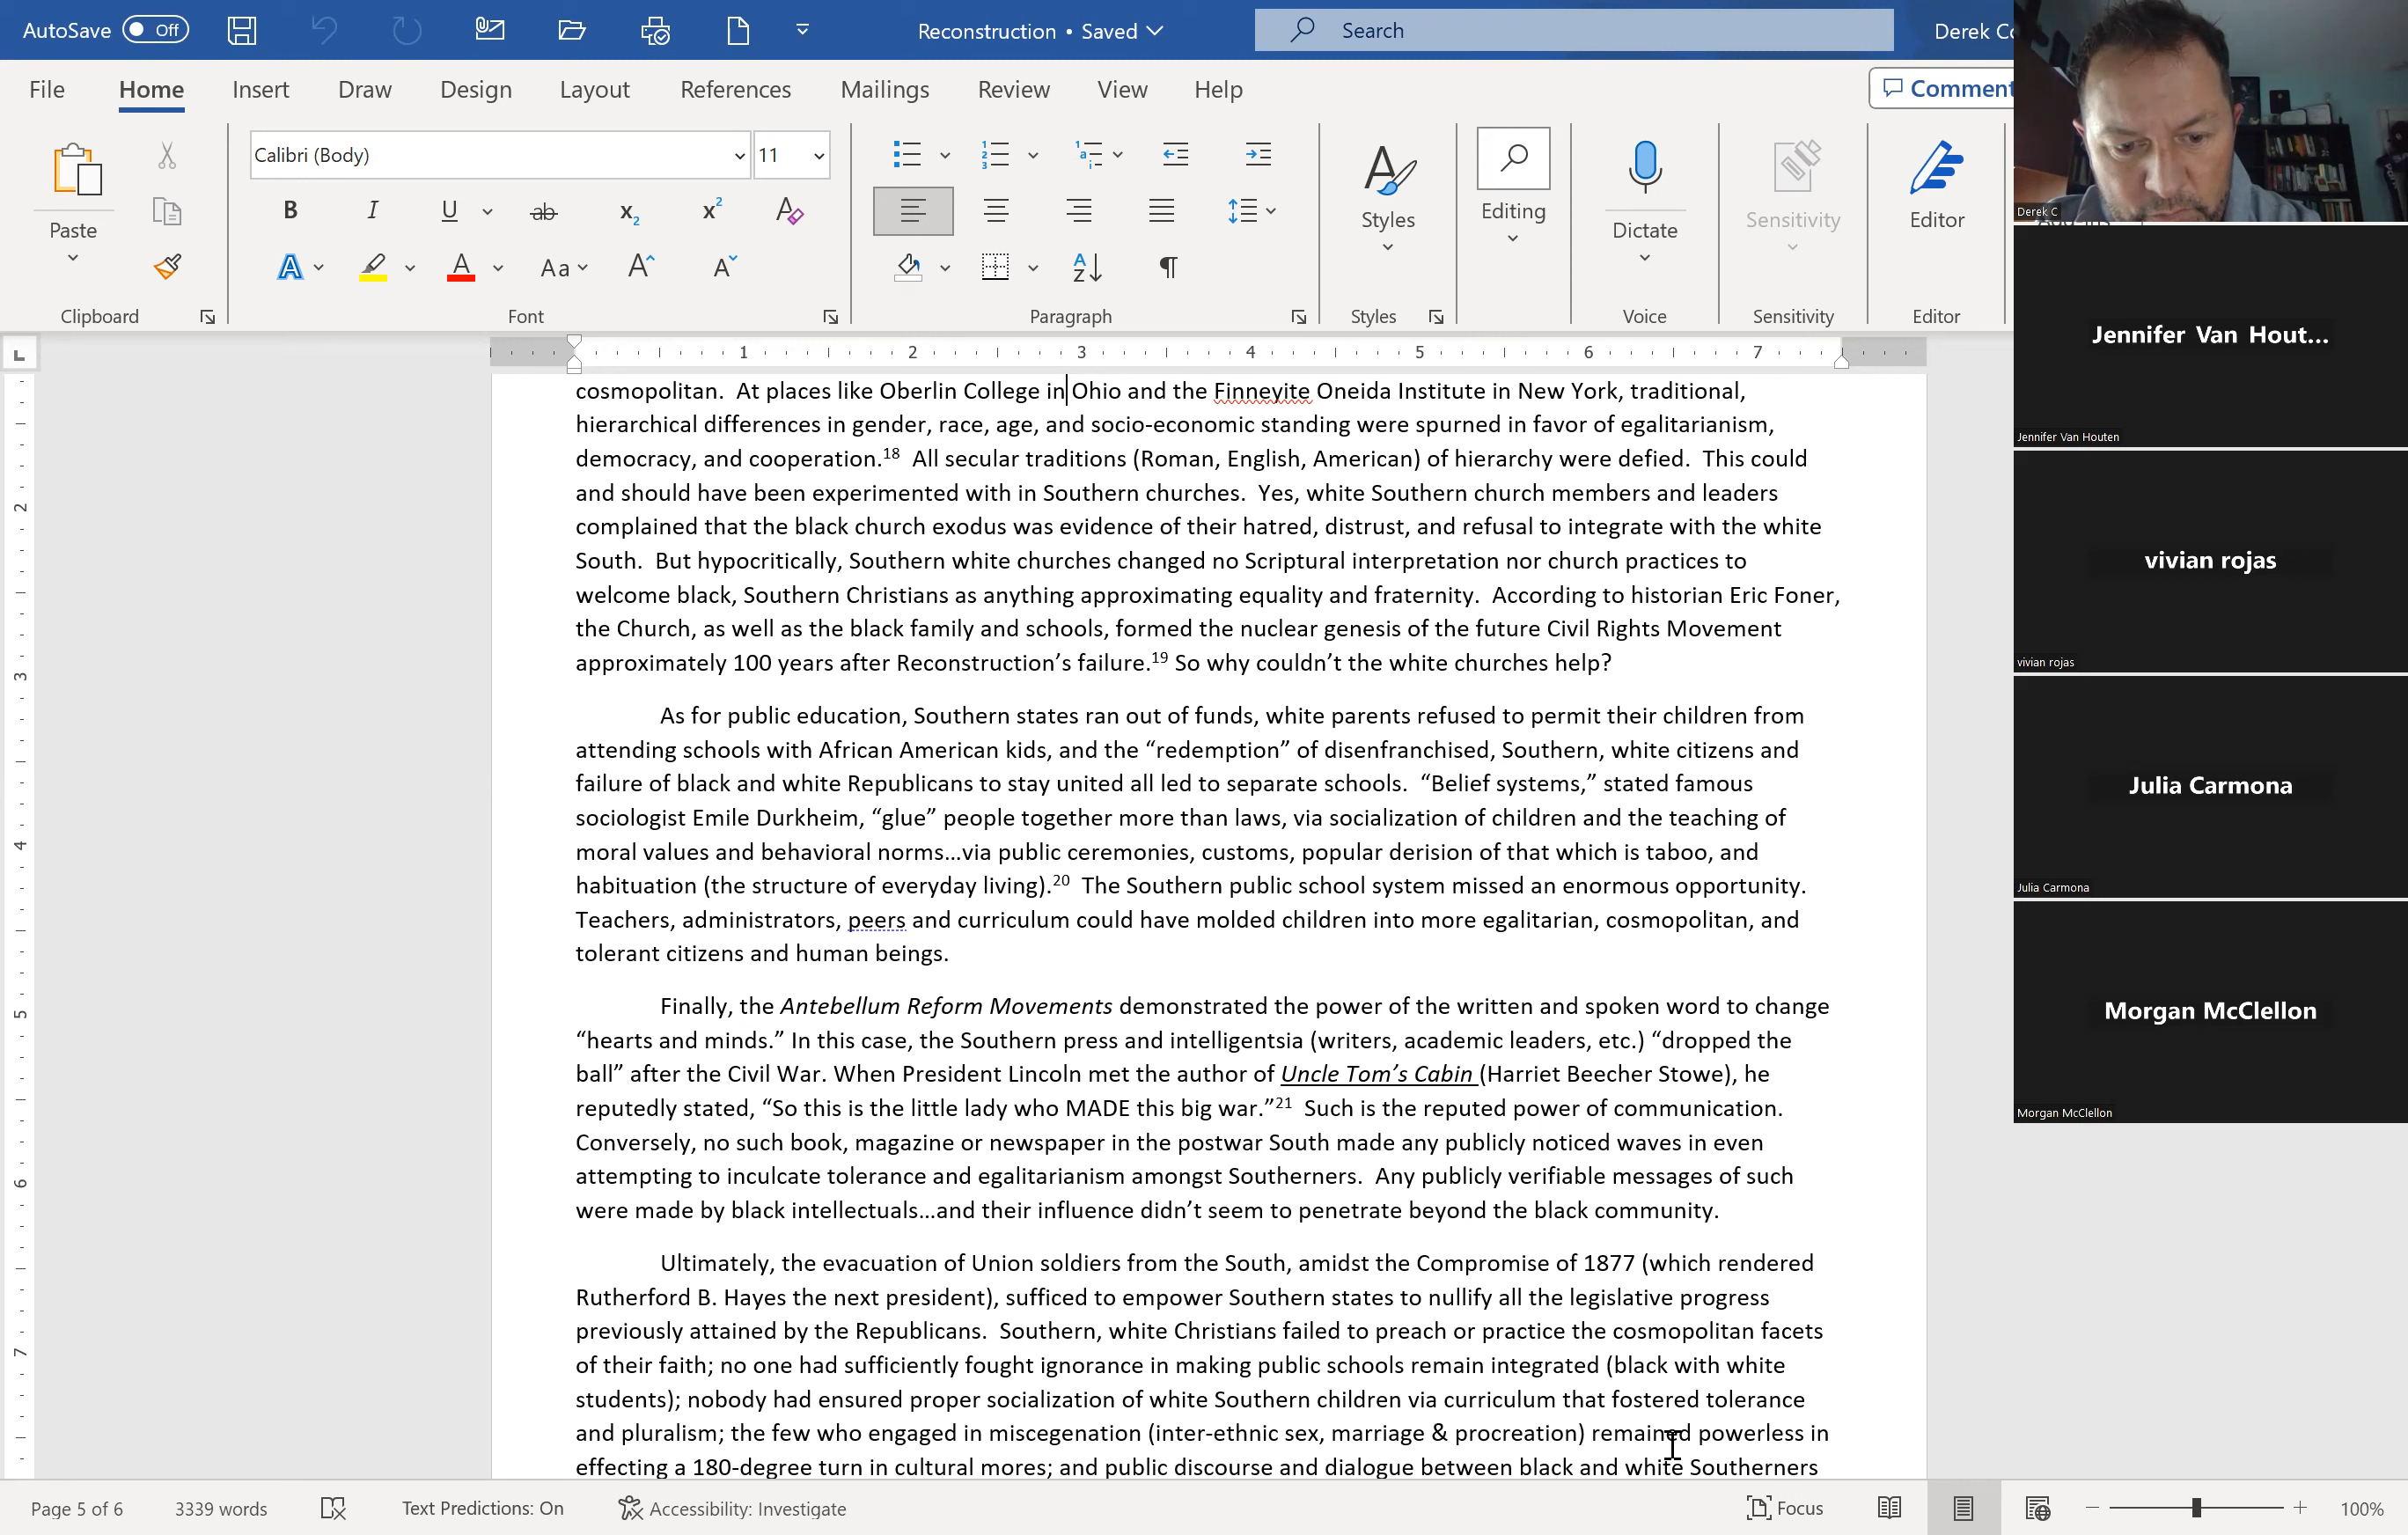 AutoSave Off Reconstruction • Saved Search Derek Co
File Home Insert Draw Design Layout References Mailings Review View Help Comment
Calibri (Body) 11
Paste
B I U ab x2 x2 A
A A Aa A A
Styles Editing Dictate Sensitivity Editor
Clipboard Font Paragraph Styles Voice Sensitivity Editor
Derek C
1 2 3 4 5 6 7
cosmopolitan.  At places like Oberlin College in Ohio and the Finneyite Oneida Institute in New York, traditional,
hierarchical differences in gender, race, age, and socio-economic standing were spurned in favor of egalitarianism,
democracy, and cooperation.18  All secular traditions (Roman, English, American) of hierarchy were defied.  This could
and should have been experimented with in Southern churches.  Yes, white Southern church members and leaders
complained that the black church exodus was evidence of their hatred, distrust, and refusal to integrate with the white
South.  But hypocritically, Southern white churches changed no Scriptural interpretation nor church practices to
welcome black, Southern Christians as anything approximating equality and fraternity.  According to historian Eric Foner,
the Church, as well as the black family and schools, formed the nuclear genesis of the future Civil Rights Movement
approximately 100 years after Reconstruction’s failure.19 So why couldn’t the white churches help?
As for public education, Southern states ran out of funds, white parents refused to permit their children from
attending schools with African American kids, and the “redemption” of disenfranchised, Southern, white citizens and
failure of black and white Republicans to stay united all led to separate schools.  “Belief systems,” stated famous
sociologist Emile Durkheim, “glue” people together more than laws, via socialization of children and the teaching of
moral values and behavioral norms…via public ceremonies, customs, popular derision of that which is taboo, and
habituation (the structure of everyday living).20  The Southern public school system missed an enormous opportunity.
Teachers, administrators, peers and curriculum could have molded children into more egalitarian, cosmopolitan, and
tolerant citizens and human beings.
Finally, the Antebellum Reform Movements demonstrated the power of the written and spoken word to change
“hearts and minds.” In this case, the Southern press and intelligentsia (writers, academic leaders, etc.) “dropped the
ball” after the Civil War. When President Lincoln met the author of Uncle Tom’s Cabin (Harriet Beecher Stowe), he
reputedly stated, “So this is the little lady who MADE this big war.”21  Such is the reputed power of communication.
Conversely, no such book, magazine or newspaper in the postwar South made any publicly noticed waves in even
attempting to inculcate tolerance and egalitarianism amongst Southerners.  Any publicly verifiable messages of such
were made by black intellectuals…and their influence didn’t seem to penetrate beyond the black community.
Ultimately, the evacuation of Union soldiers from the South, amidst the Compromise of 1877 (which rendered
Rutherford B. Hayes the next president), sufficed to empower Southern states to nullify all the legislative progress
previously attained by the Republicans.  Southern, white Christians failed to preach or practice the cosmopolitan facets
of their faith; no one had sufficiently fought ignorance in making public schools remain integrated (black with white
students); nobody had ensured proper socialization of white Southern children via curriculum that fostered tolerance
and pluralism; the few who engaged in miscegenation (inter-ethnic sex, marriage & procreation) remained powerless in
effecting a 180-degree turn in cultural mores; and public discourse and dialogue between black and white Southerners
2
3
4
5
6
7
Jennifer Van Hout...
Jennifer Van Houten
vivian rojas
vivian rojas
Julia Carmona
Julia Carmona
Morgan McClellon
Morgan McClellon
Page 5 of 6 3339 words Text Predictions: On Accessibility: Investigate Focus 100%